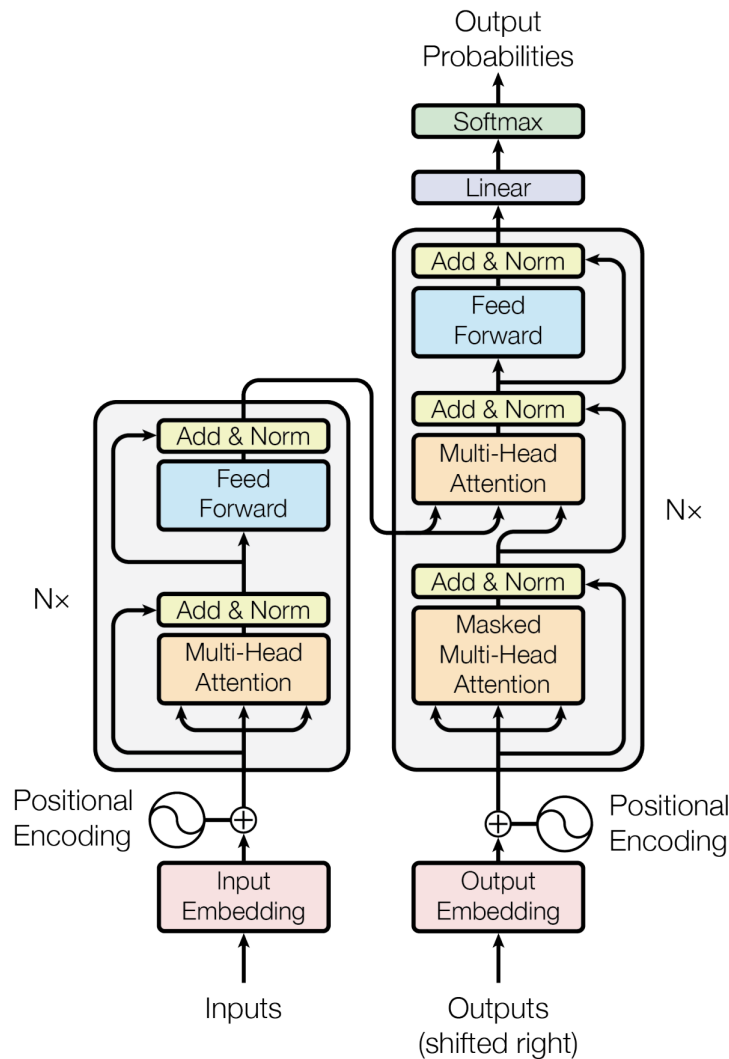 Output
Probabilities
Softmax
Linear
Add & Norm
Feed
Forward
Add & Norm
Multi-Head
Attention
Add & Norm
Masked
Multi-Head
Attention
N×
Add & Norm
Feed
Forward
Add & Norm
Multi-Head
Attention
N×
Positional
Encoding
Positional
Encoding
Input
Embedding
Output
Embedding
Inputs
Outputs
(shifted right)